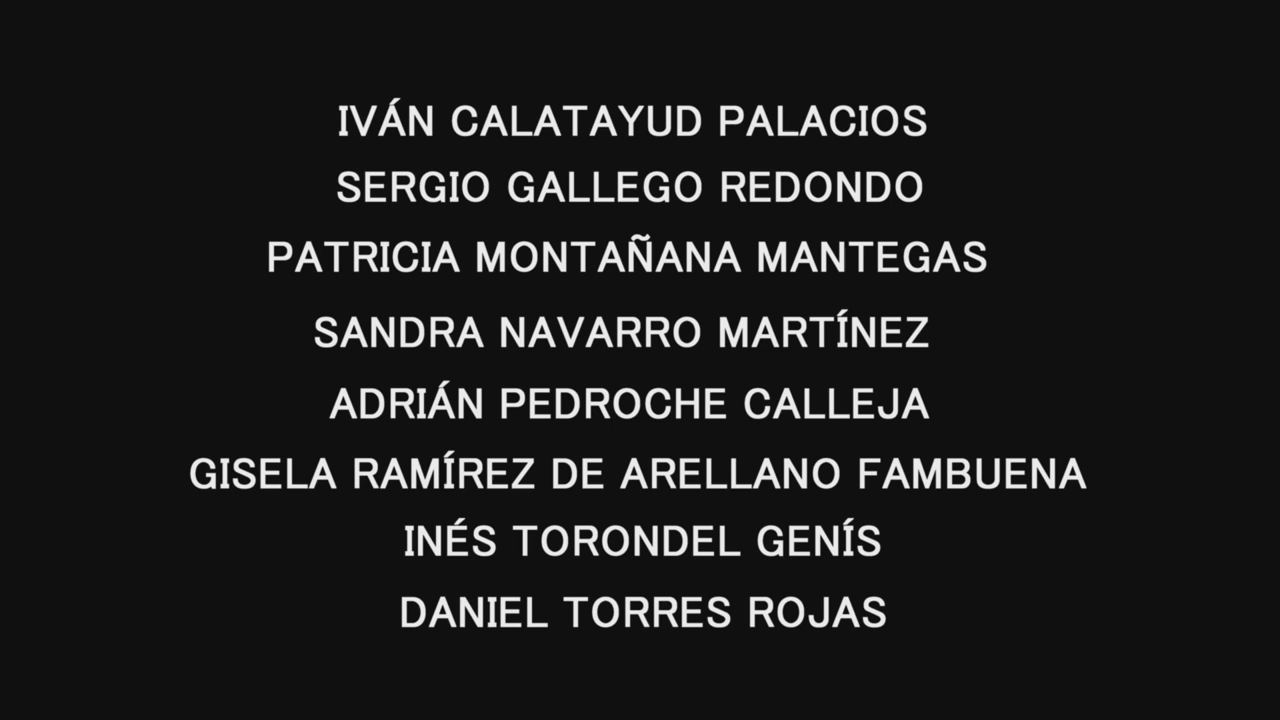 IVÁN CALATAYUD PALACIOS
SERGIO GALLEGO REDONDO
PATRICIA MONTAÑANA MANTEGAS
SANDRA NAVARRO MARTÍNEZ
ADRIÁN PEDROCHE CALLEJA
GISELA RAMÍREZ DE ARELLANO FAMBUENA
INÉS TORONDEL GENÍS
DANIEL TORRES ROJAS